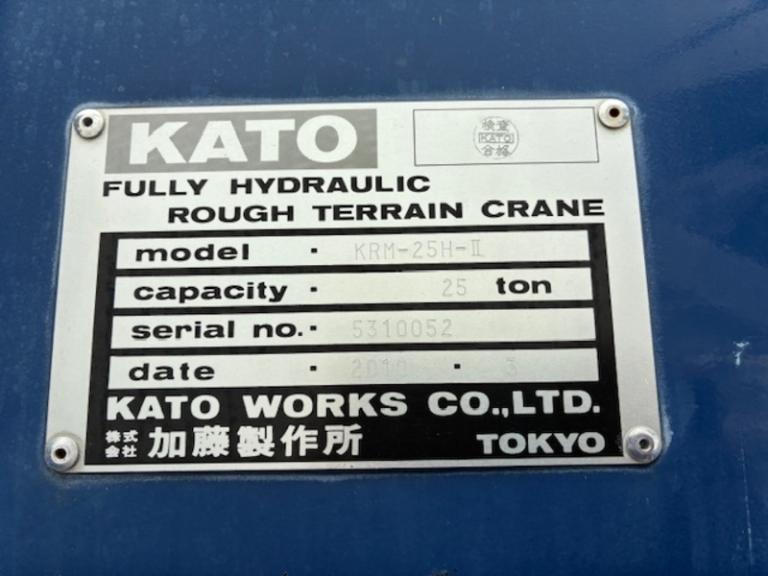 KATO
検査
KATO
合格
FULLY HYDRAULIC
ROUGH TERRAIN CRANE
model · KRM-25H-Ⅱ
capacity · 25 ton
serial no. · 5310052
date · 2010 · 3
KATO WORKS CO.,LTD.
株式会社 加藤製作所 TOKYO